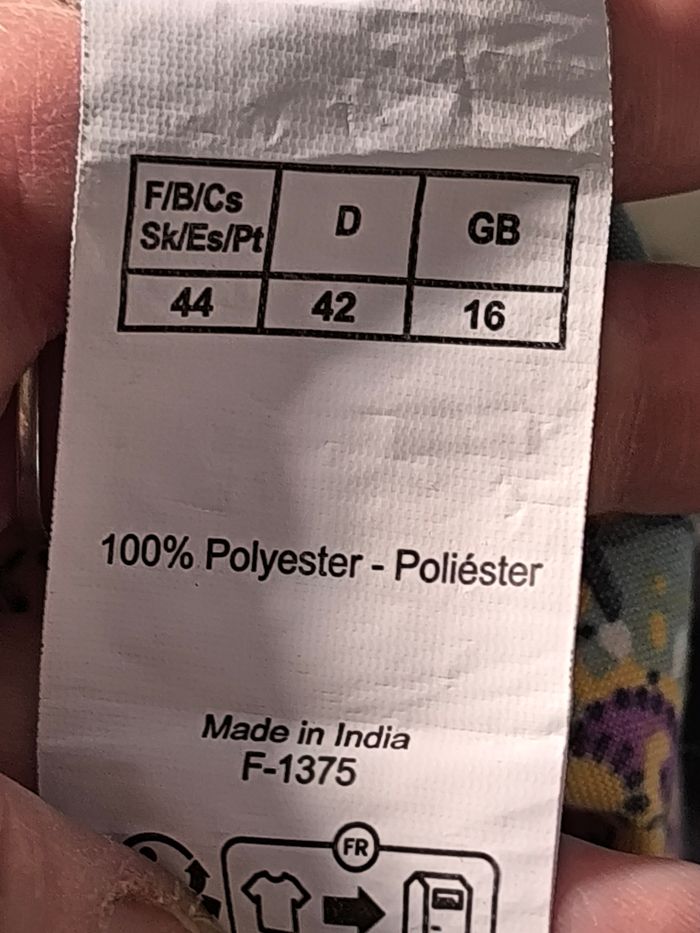 F/B/Cs
Sk/Es/Pt
D
GB
44
42
16
100% Polyester - Poliéster
Made in India
F-1375
FR